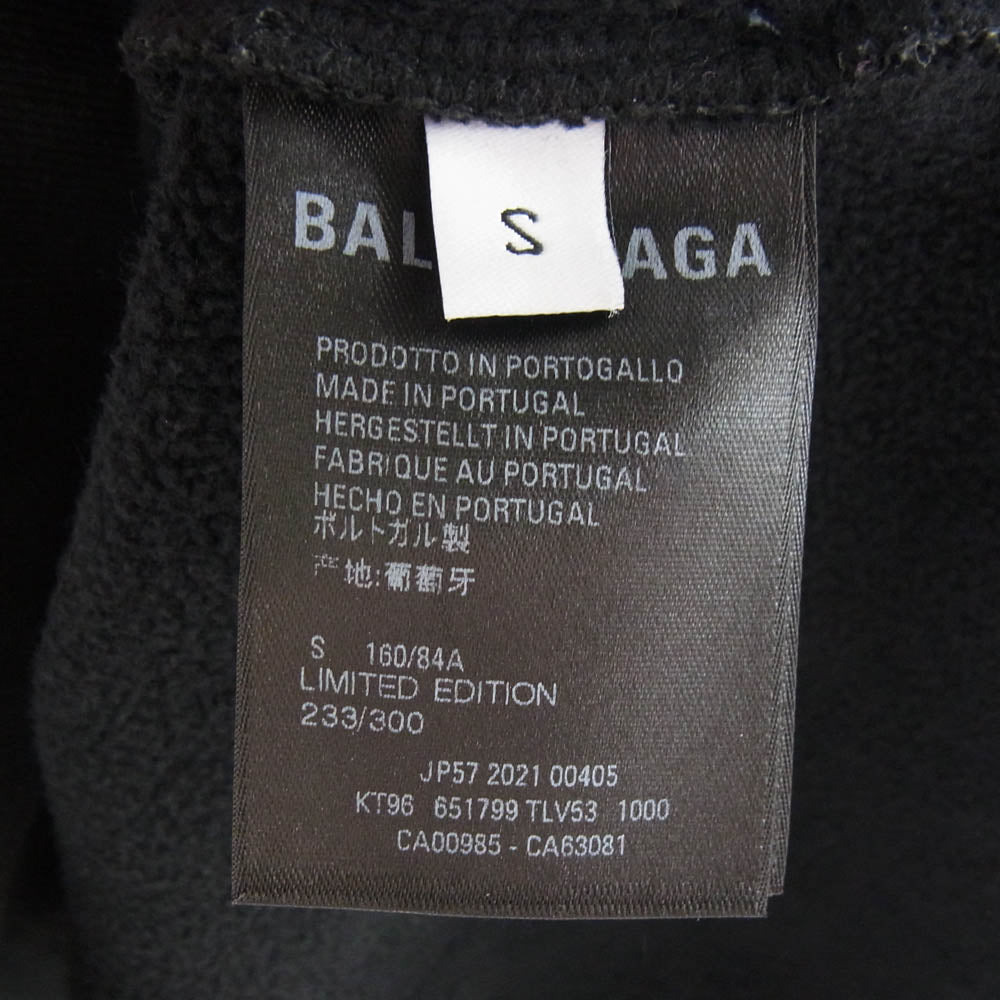 BAL AGA
S
PRODOTTO IN PORTOGALLO
MADE IN PORTUGAL
HERGESTELLT IN PORTUGAL
FABRIQUE AU PORTUGAL
HECHO EN PORTUGAL
ポルトガル製
产地:葡萄牙
S 160/84A
LIMITED EDITION
233/300
JP57 2021 00405
KT96 651799 TLV53 1000
CA00985 - CA63081